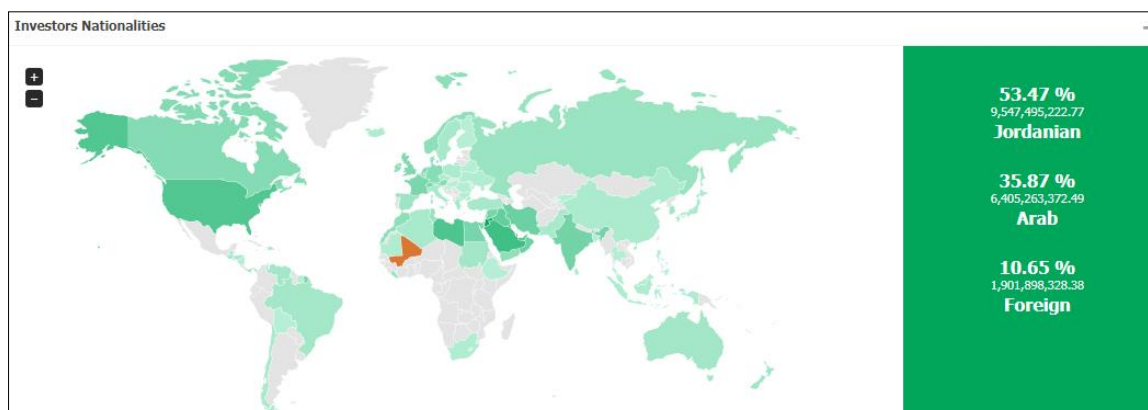 Investors Nationalities
+
−
53.47 %
9,547,495,222.77
Jordanian
35.87 %
6,405,263,372.49
Arab
10.65 %
1,901,898,328.38
Foreign